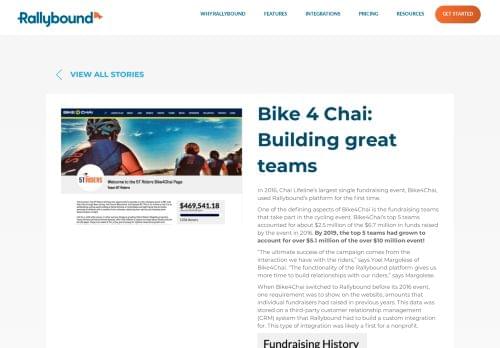 Rallybound
WHY RALLYBOUND
FEATURES
INTEGRATIONS
PRICING
RESOURCES
GET STARTED
VIEW ALL STORIES
BIKE 4 CHAI
57 RIDERS
Welcome to the 57 Riders Bike4Chai Page
Team 57 Riders
$469,541.18
Bike 4 Chai:
Building great
teams
In 2016, Chai Lifeline's largest single fundraising event, Bike4Chai,
used Rallybound's platform for the first time.
One of the defining aspects of Bike4Chai is the fundraising teams
that take part in the cycling event. Bike4Chai's top 5 teams
accounted for about $2.5 million of the $6.7 million in funds raised
by the event in 2016. By 2019, the top 5 teams had grown to
account for over $5.1 million of the over $10 million event!
"The ultimate success of the campaign comes from the
interaction we have with the riders," says Yoel Margolese of
Bike4Chai. "The functionality of the Rallybound platform gives us
more time to build relationships with our riders," says Margolese.
When Bike4Chai switched to Rallybound before its 2016 event,
one requirement was to show on the website, amounts that
individual fundraisers had raised in previous years. This data was
stored on a third-party customer relationship management
(CRM) system that Rallybound had to build a custom integration
for. This type of integration was likely a first for a nonprofit.
Fundraising History